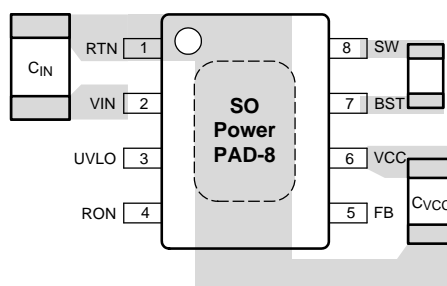 RTN 1
8 SW
C_IN
VIN 2
SO
Power
PAD-8
7 BST
UVLO 3
6 VCC
RON 4
5 FB
C_VCC